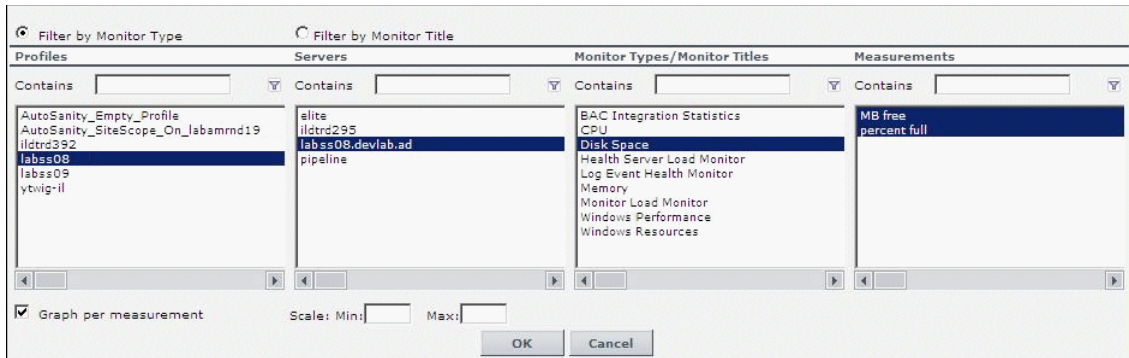 Filter by Monitor Type Filter by Monitor Title
Profiles Servers Monitor Types/Monitor Titles Measurements
Contains Contains Contains Contains
AutoSanity_Empty_Profile
AutoSanity_SiteScope_On_labamrnd19
ildtrd392
labss08
labss09
ytwig-il
elite
ildtrd295
labss08.devlab.ad
pipeline
BAC Integration Statistics
CPU
Disk Space
Health Server Load Monitor
Log Event Health Monitor
Memory
Monitor Load Monitor
Windows Performance
Windows Resources
MB free
percent full
Graph per measurement Scale: Min: Max:
OK Cancel